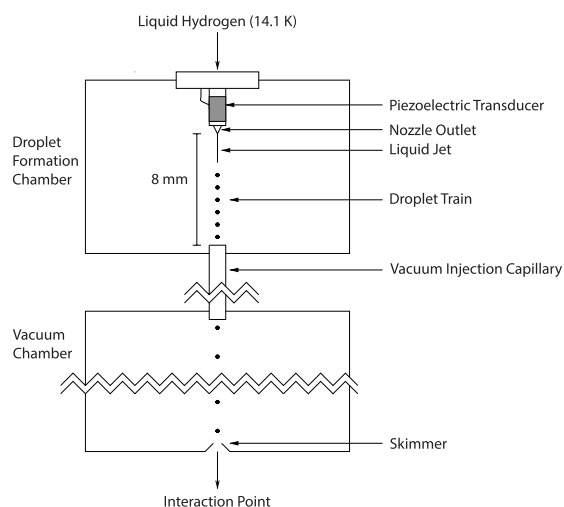 Liquid Hydrogen (14.1 K)
Piezoelectric Transducer
Nozzle Outlet
Liquid Jet
Droplet
Formation
Chamber
8 mm
Droplet Train
Vacuum Injection Capillary
Vacuum
Chamber
Skimmer
Interaction Point